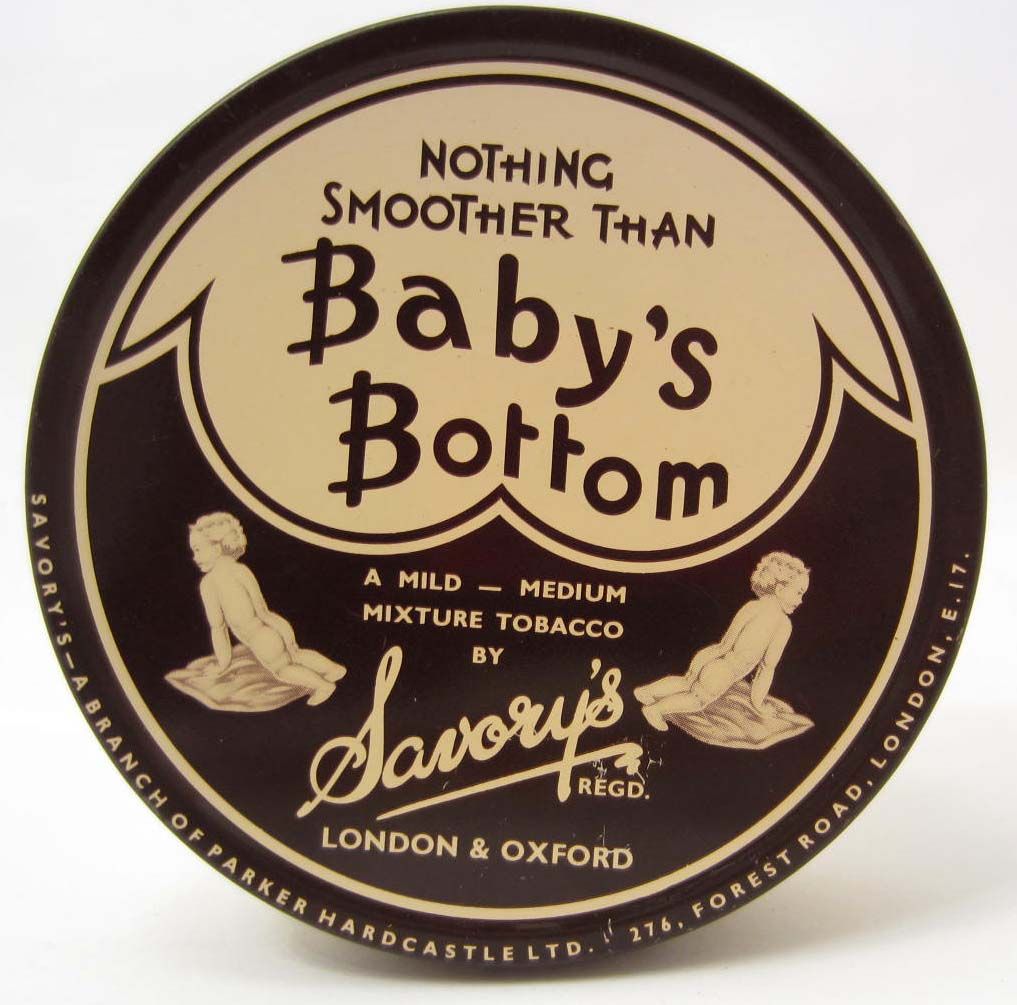 NOTHING
SMOOTHER THAN
Baby's
Bottom
A MILD — MEDIUM
MIXTURE TOBACCO
BY
Savory's
REGD.
LONDON & OXFORD
SAVORY'S — A BRANCH OF PARKER HARDCASTLE LTD. 276, FOREST ROAD, LONDON, E.17.